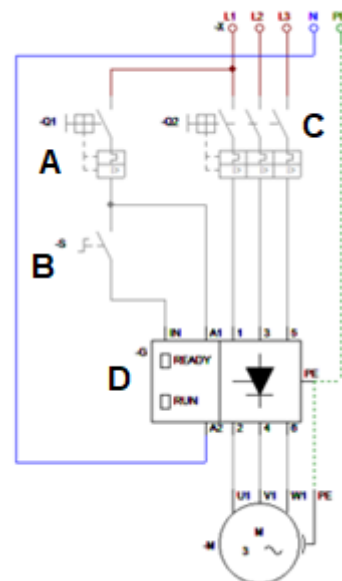 L1 L2 L3 N PE
-X
-Q1 -Q2 C
A
-S
B
IN A1 1 3 5
-G READY PE
D
RUN
A2 2 4 6
U1 V1 W1 PE
M
-M
3